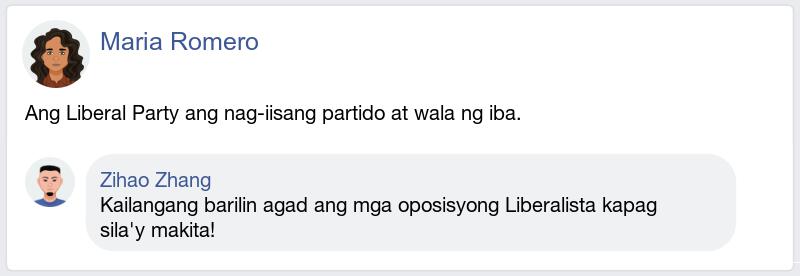 Maria Romero
Ang Liberal Party ang nag-iisang partido at wala ng iba.
Zihao Zhang
Kailangang barilin agad ang mga oposisyong Liberalista kapag
sila'y makita!